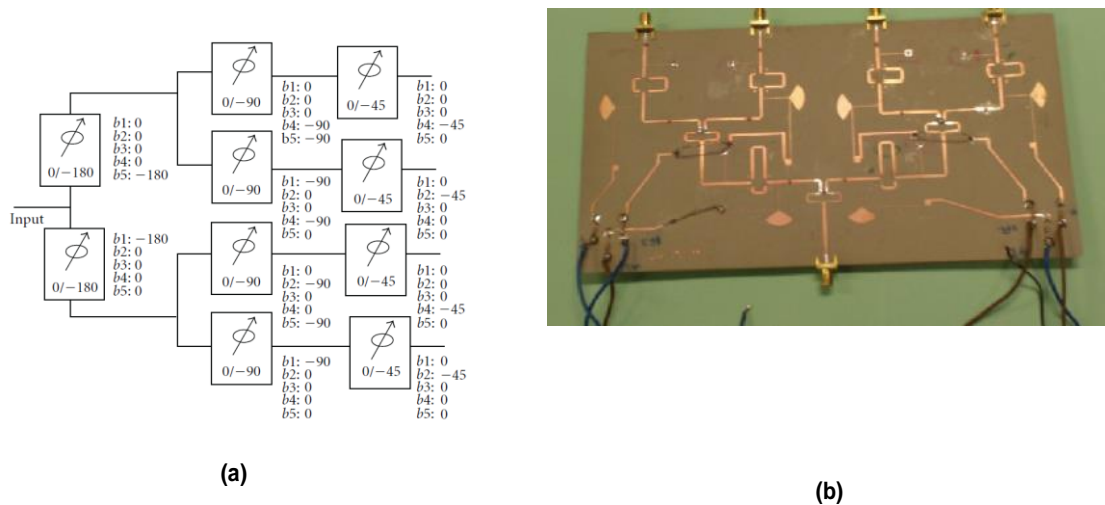 0/−90
b1: 0
b2: 0
b3: 0
b4: −90
b5: −90
0/−45
b1: 0
b2: 0
b3: 0
b4: −45
b5: 0
0/−180
b1: 0
b2: 0
b3: 0
b4: 0
b5: −180
0/−90
b1: −90
b2: 0
b3: 0
b4: −90
b5: 0
0/−45
b1: 0
b2: −45
b3: 0
b4: 0
b5: 0
Input
0/−180
b1: −180
b2: 0
b3: 0
b4: 0
b5: 0
0/−90
b1: 0
b2: −90
b3: 0
b4: 0
b5: −90
0/−45
b1: 0
b2: 0
b3: 0
b4: −45
b5: 0
0/−90
b1: −90
b2: 0
b3: 0
b4: 0
b5: 0
0/−45
b1: 0
b2: −45
b3: 0
b4: 0
b5: 0
(a)
(b)